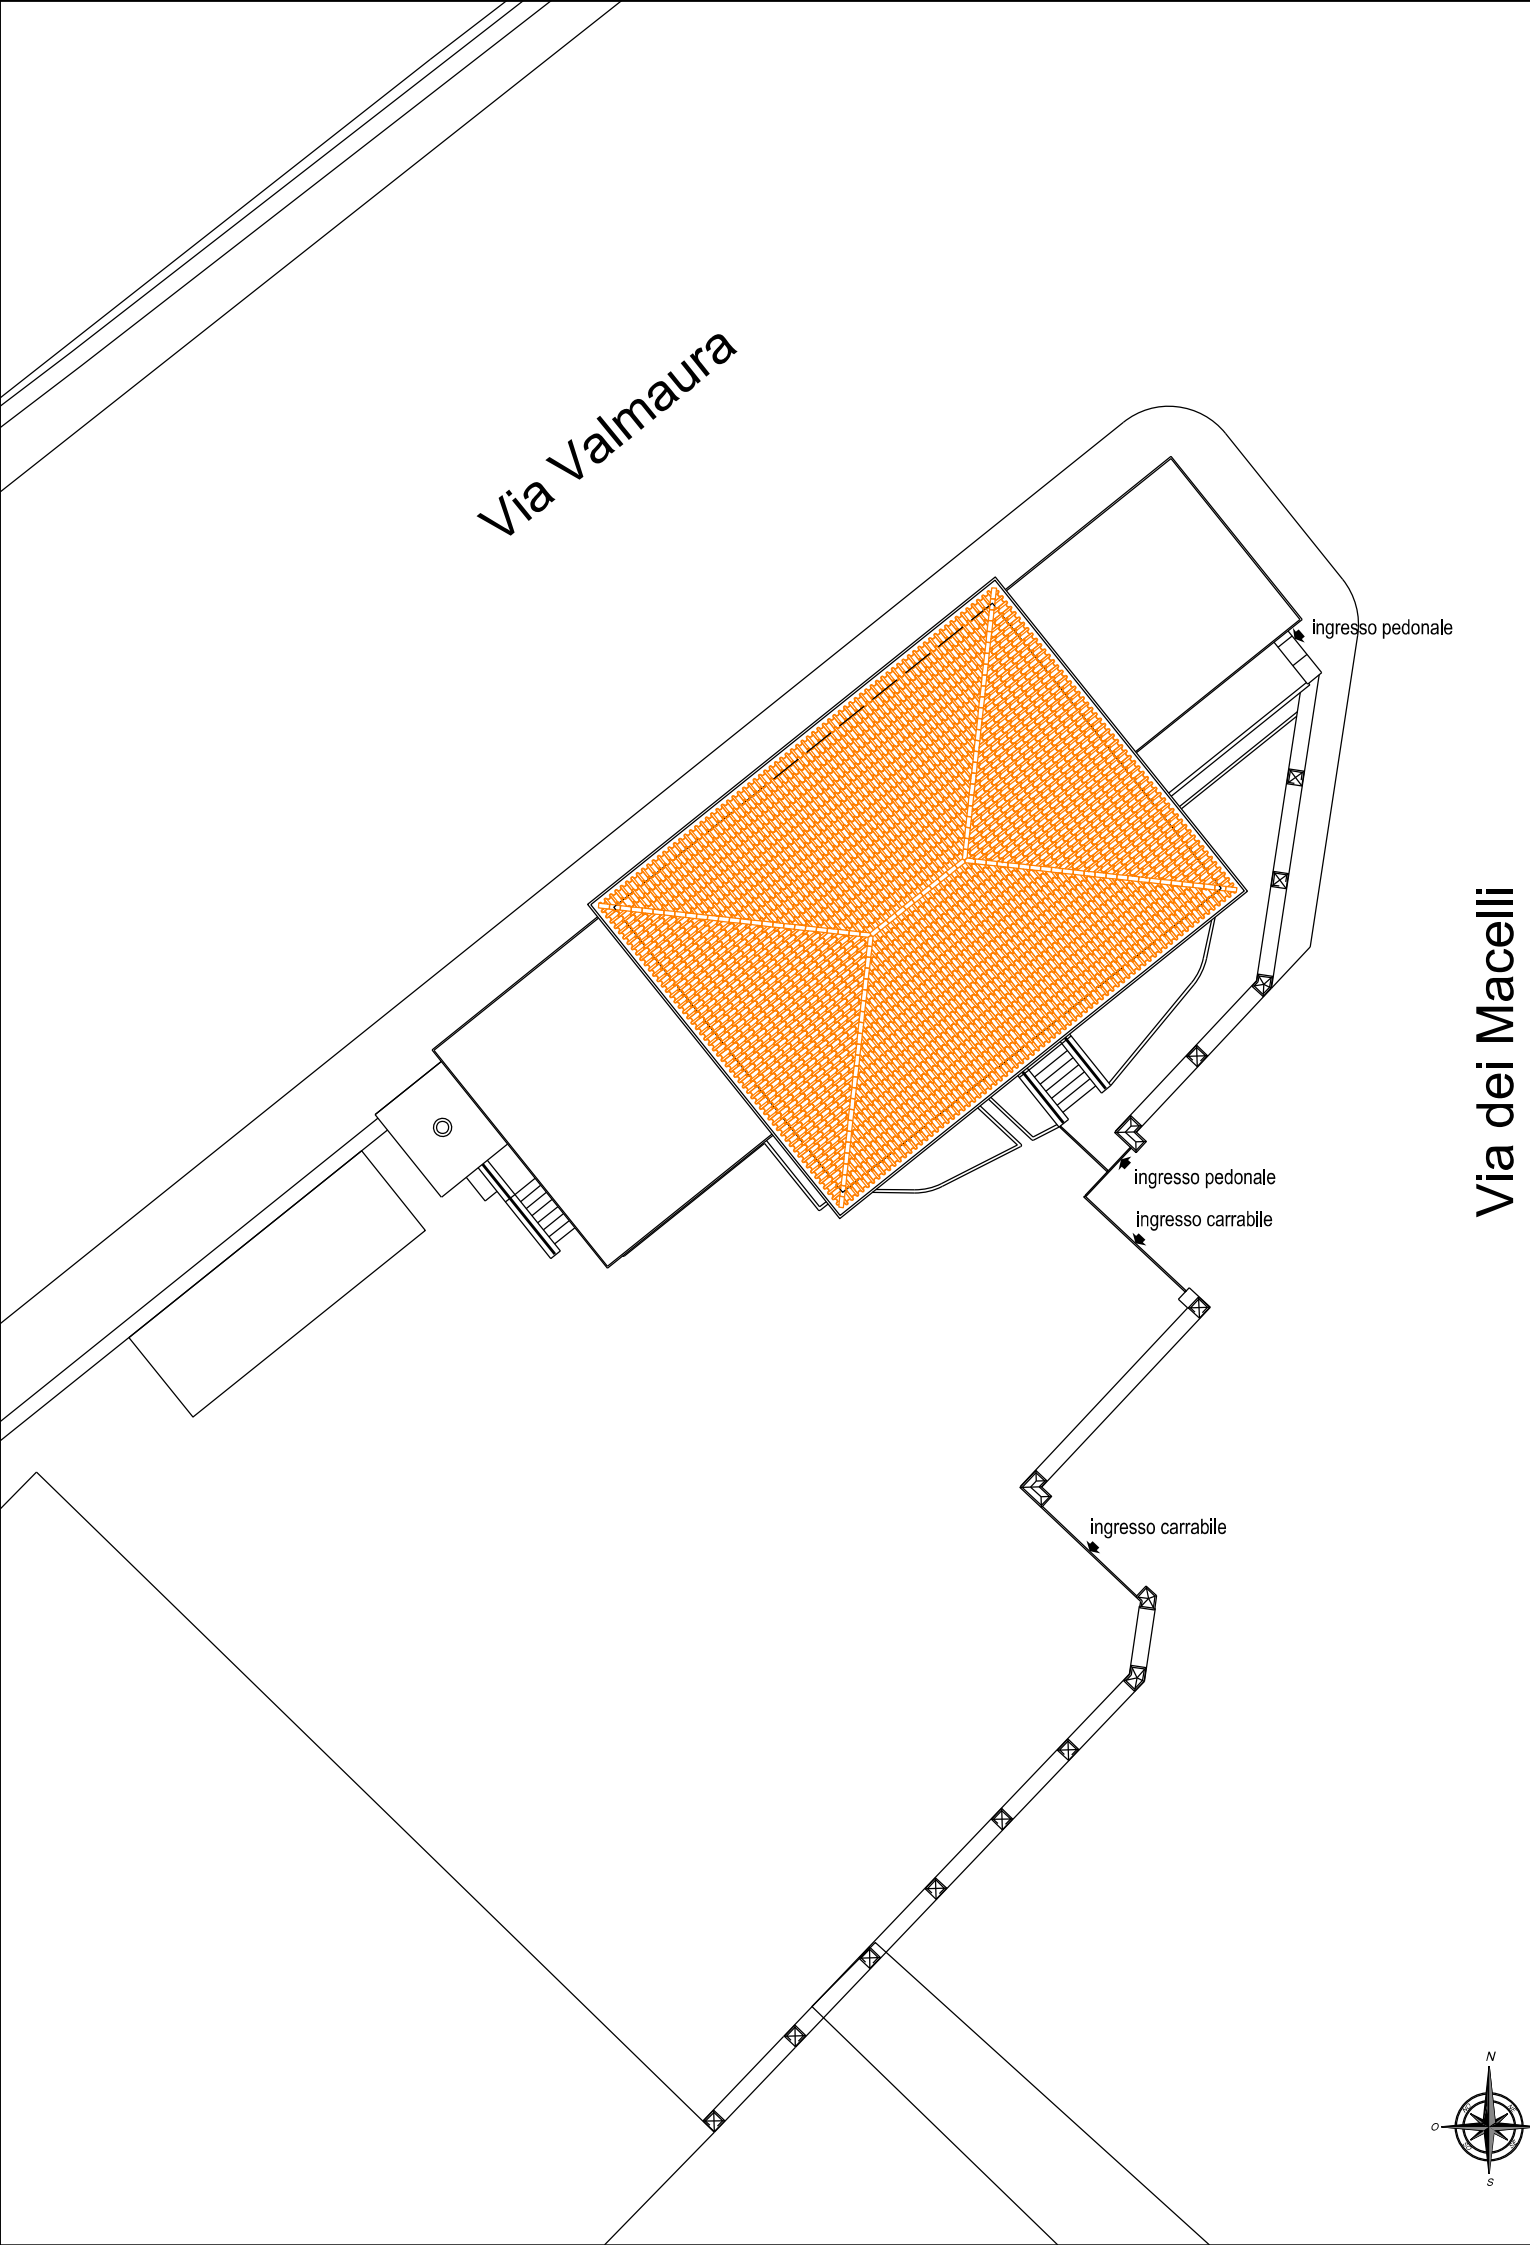 Via Valmaura
ingresso pedonale
Via dei Macelli
ingresso pedonale
ingresso carrabile
ingresso carrabile
N
O
S